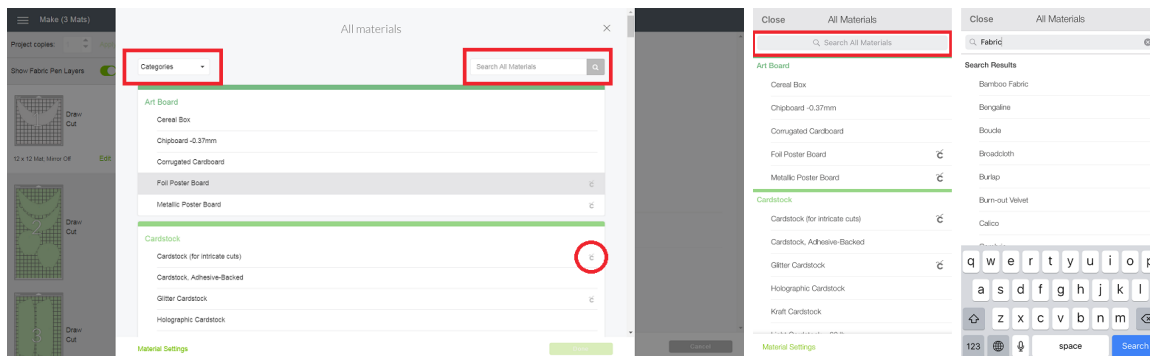 Make (3 Mats)
Project copies:
Show Fabric Pen Layers
Draw
Cut
12 x 12 Mat; Mirror Off
Edit
2
Draw
Cut
3
Draw
Cut
All materials
Categories
Search All Materials
Art Board
Cereal Box
Chipboard -0.37mm
Corrugated Cardboard
Foil Poster Board
Metallic Poster Board
Cardstock
Cardstock (for intricate cuts)
Cardstock, Adhesive-Backed
Glitter Cardstock
Holographic Cardstock
Material Settings
Cancel
Close
All Materials
Search All Materials
Art Board
Cereal Box
Chipboard -0.37mm
Corrugated Cardboard
Foil Poster Board
Metallic Poster Board
Cardstock
Cardstock (for intricate cuts)
Cardstock, Adhesive-Backed
Glitter Cardstock
Holographic Cardstock
Kraft Cardstock
Material Settings
Close
All Materials
Fabric
Search Results
Bamboo Fabric
Bengaline
Boucle
Broadcloth
Burlap
Burn-out Velvet
Calico
q w e r t y u i o p
a s d f g h j k l
z x c v b n m
123 space Search